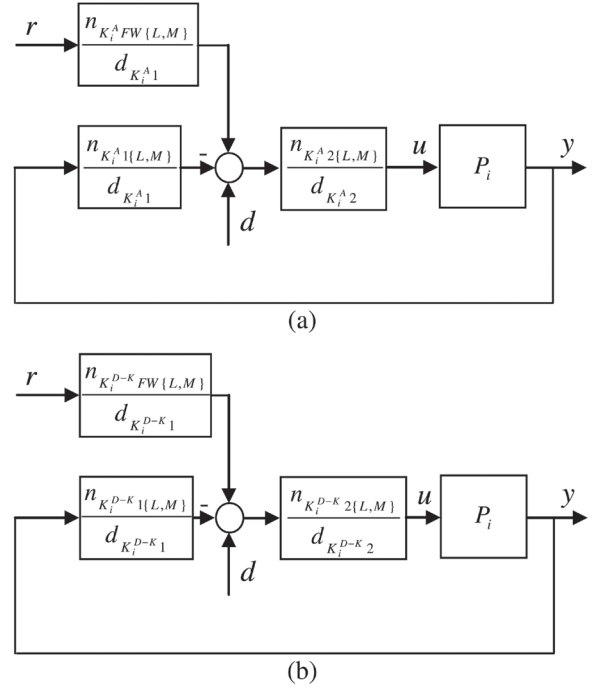 r
n_{K_i^A FW{L,M}}
d_{K_i^A 1}
n_{K_i^A 1{L,M}}
d_{K_i^A 1}
-
d
n_{K_i^A 2{L,M}}
d_{K_i^A 2}
u
P_i
y
(a)
r
n_{K_i^{D-K} FW{L,M}}
d_{K_i^{D-K} 1}
n_{K_i^{D-K} 1{L,M}}
d_{K_i^{D-K} 1}
-
d
n_{K_i^{D-K} 2{L,M}}
d_{K_i^{D-K} 2}
u
P_i
y
(b)